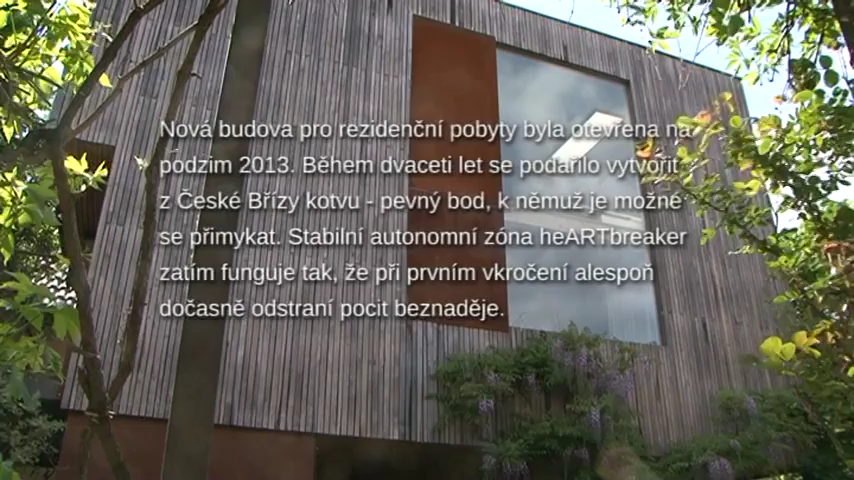 Nová budova pro rezidenční pobyty byla otevřena na
podzim 2013. Během dvaceti let se podařilo vytvořit
z České Břízy kotvu - pevný bod, k němuž je možné
se přimykat. Stabilní autonomní zóna heARTbreaker
zatím funguje tak, že při prvním vkročení alespoň
dočasně odstraní pocit beznaděje.